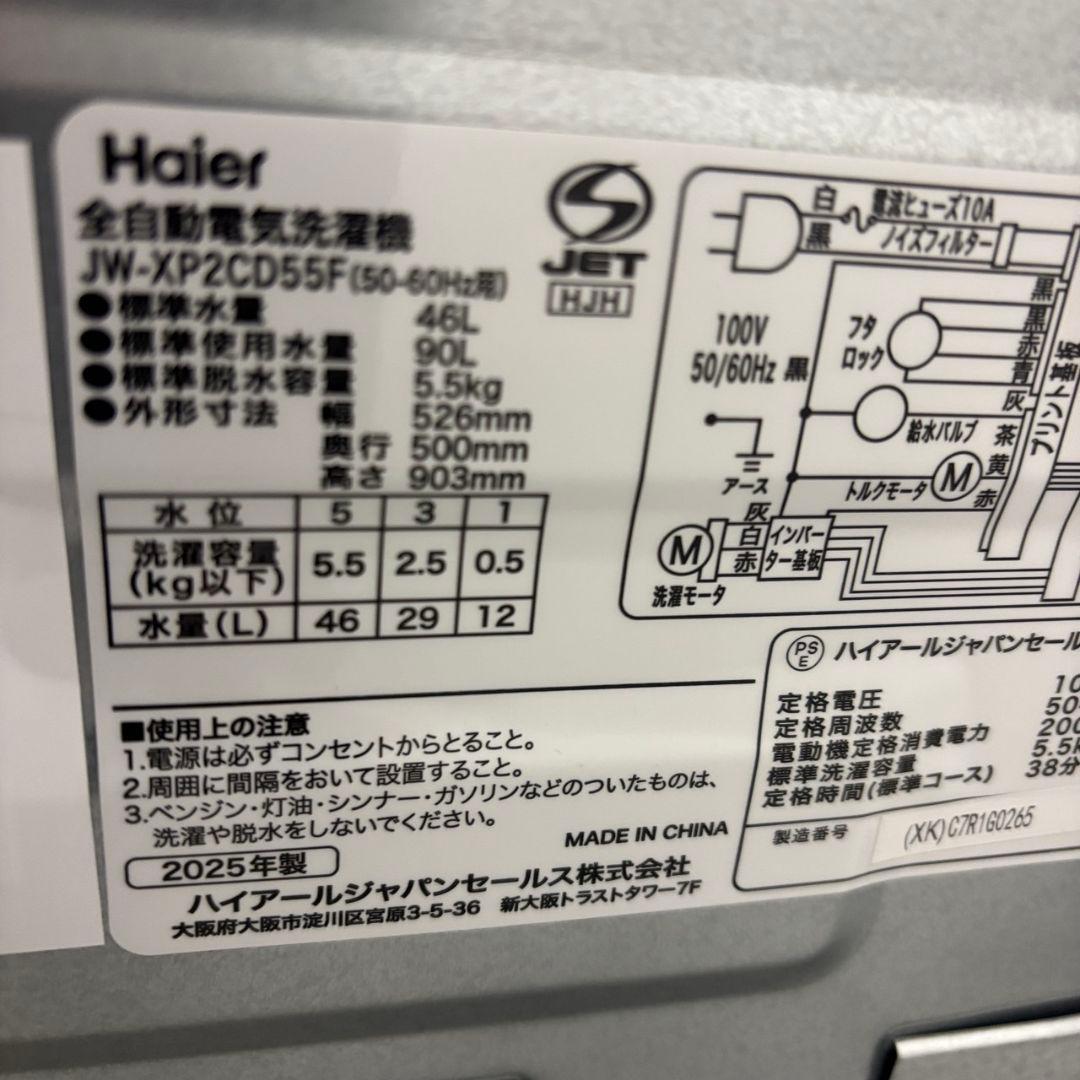 Haier
全自動電気洗濯機
JW-XP2CD55F(50-60Hz用)
●標準水量 46L
●標準使用水量 90L
●標準脱水容量 5.5kg
●外形寸法 幅 526mm
奥行 500mm
高さ 903mm
水位 5 3 1
洗濯容量(kg以下) 5.5 2.5 0.5
水量(L) 46 29 12
■使用上の注意
1.電源は必ずコンセントからとること。
2.周囲に間隔をおいて設置すること。
3.ベンジン・灯油・シンナー・ガソリンなどのついたものは、
洗濯や脱水をしないでください。
MADE IN CHINA
2025年製
ハイアールジャパンセールス株式会社
大阪府大阪市淀川区宮原3-5-36 新大阪トラストタワー7F
S
JET
HJH
白
電流ヒューズ10A
黒
ノイズフィルター
100V
50/60Hz
黒
フタ
ロック
黒
黒
赤
青
灰
給水バルブ
茶
黄
赤
トルクモータ
M
プリント基板
アース
灰
白
赤
M
洗濯モータ
インバー
ター基板
PS
E
ハイアールジャパンセール
定格電圧 10
定格周波数 50
電動機定格消費電力 200
標準洗濯容量 5.5k
定格時間(標準コース) 38分
製造番号 (XK)C7R1G0265